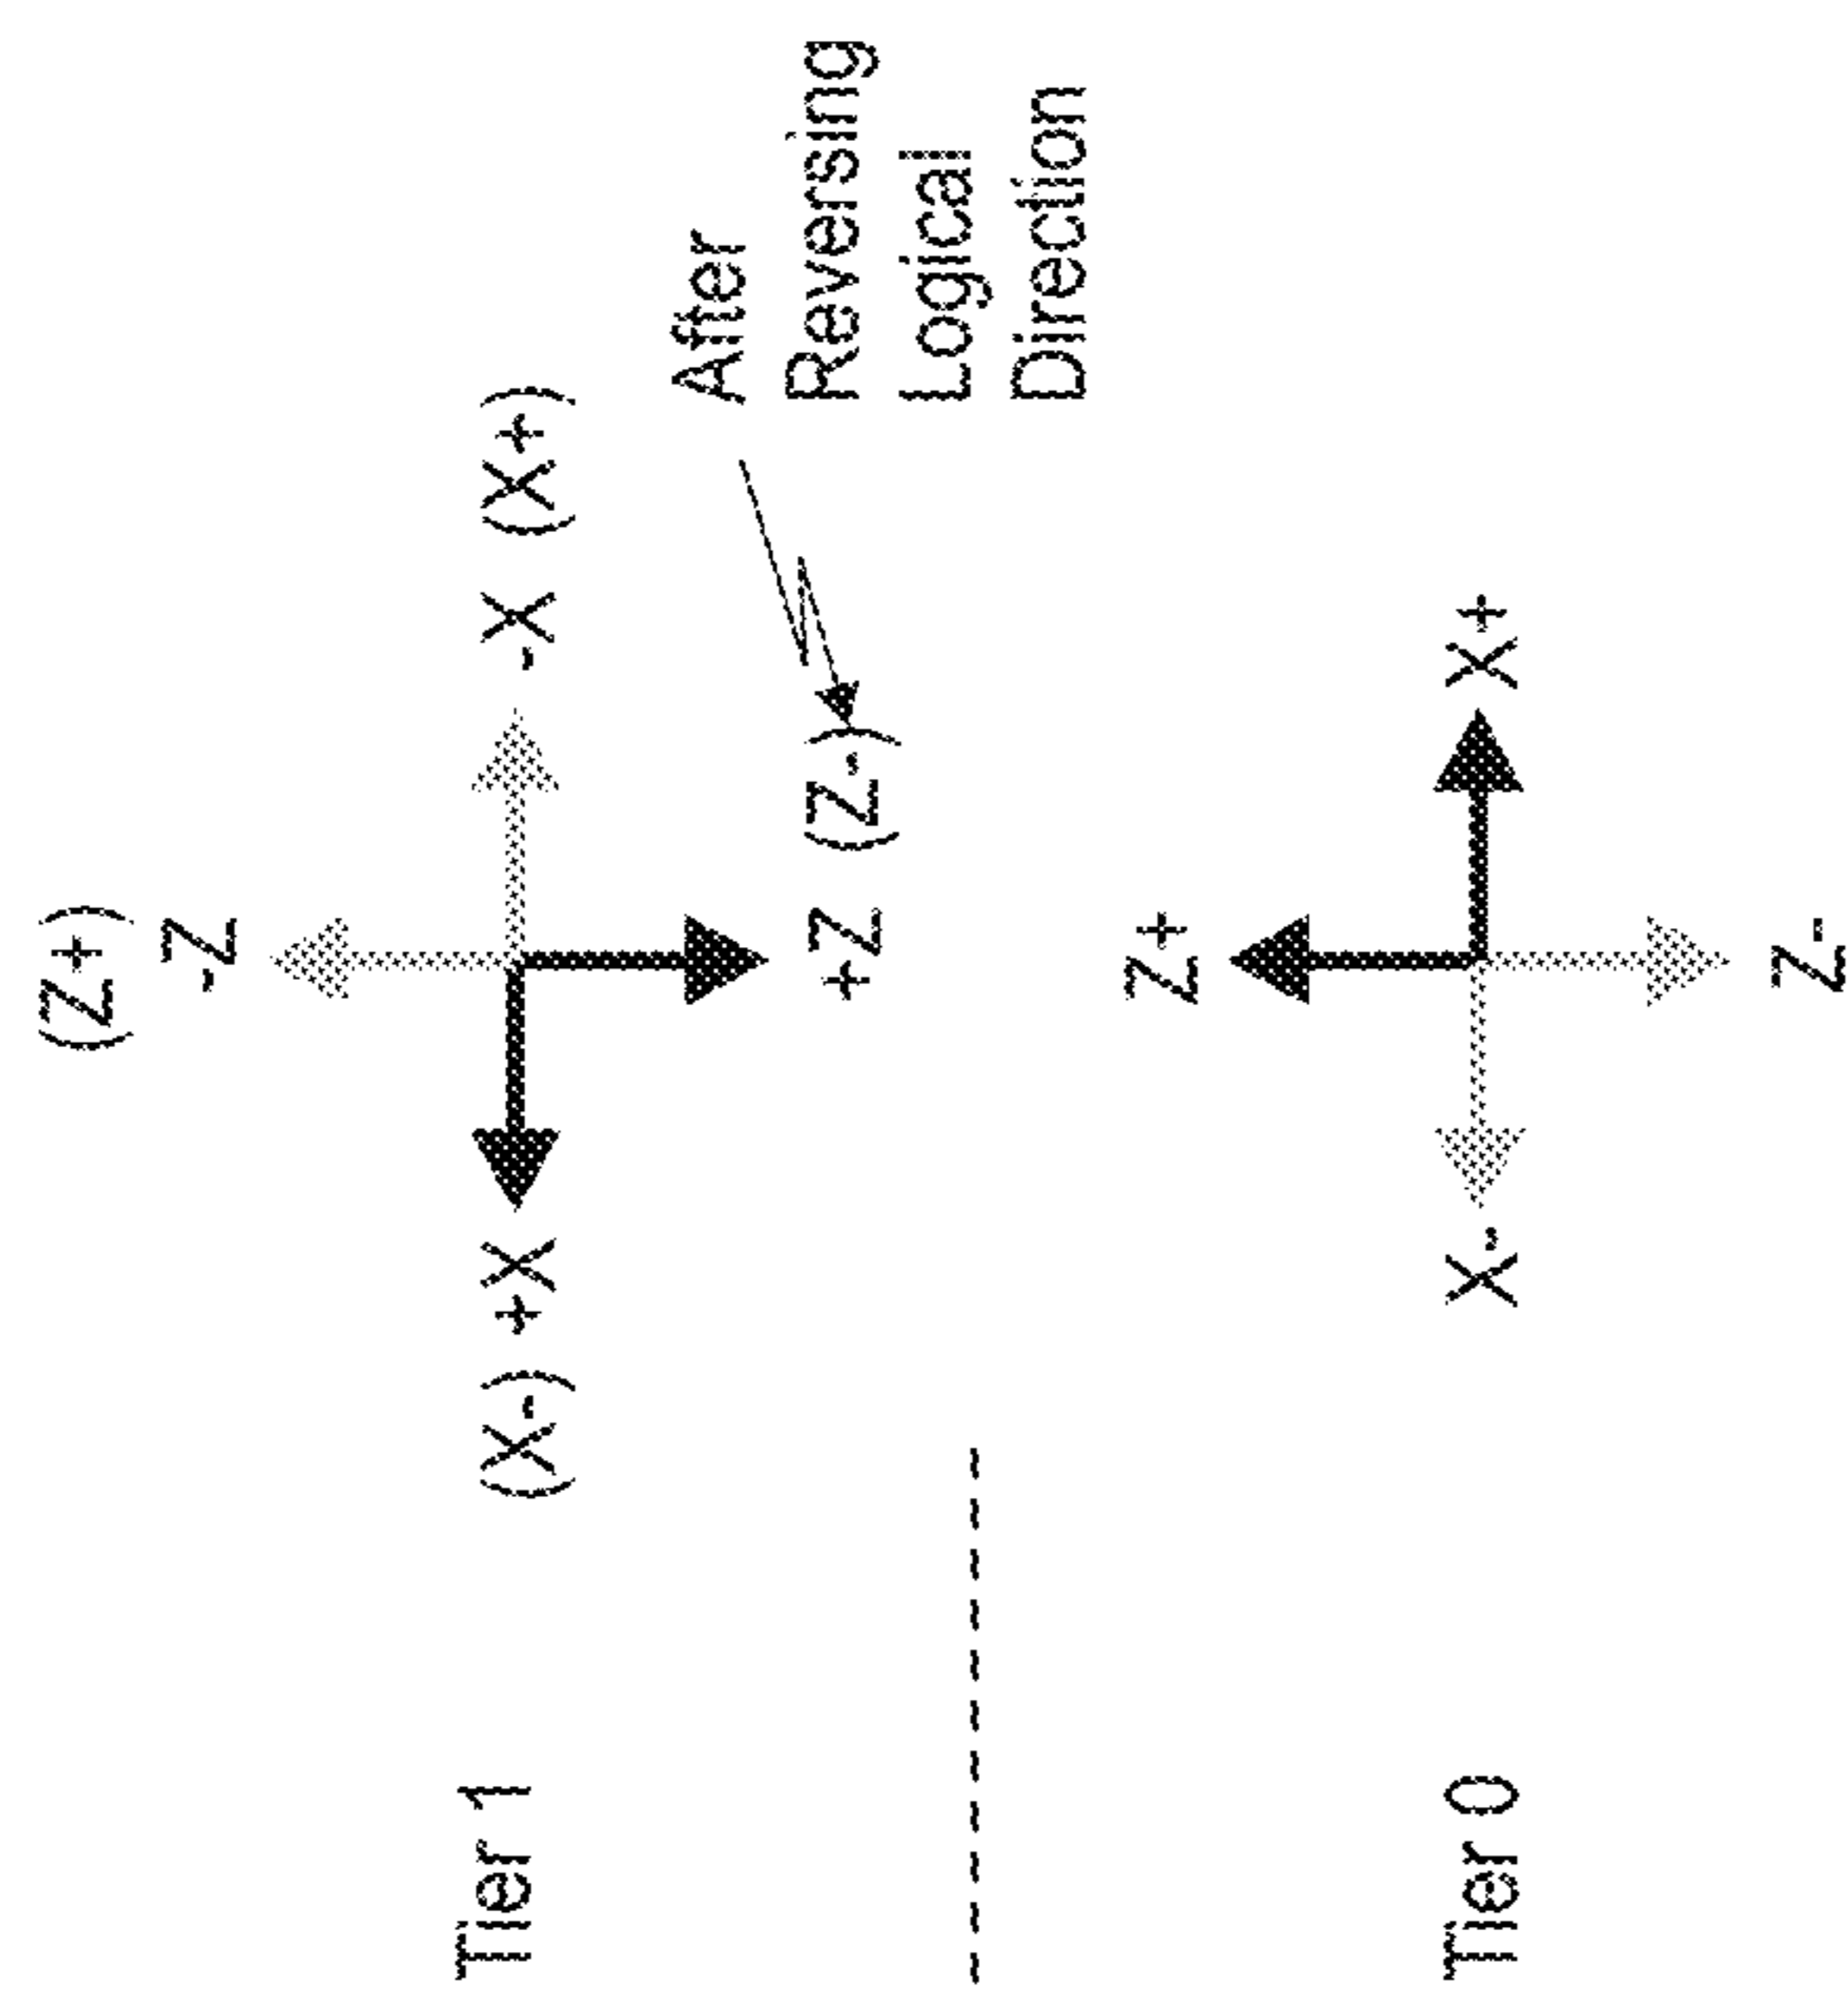 (Z+)
-Z
Tier 1
(X-) +X
-X (X+)
+Z (Z-)
After
Reversing
Logical
Direction
Z+
Tier 0
X-
X+
Z-